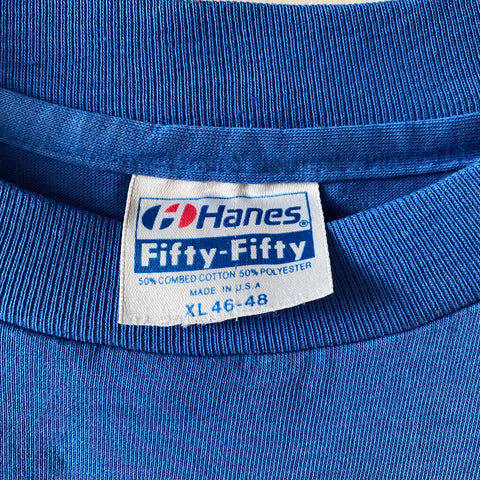 Hanes®
Fifty-Fifty
50% COMBED COTTON 50% POLYESTER
MADE IN U.S.A
XL 46-48